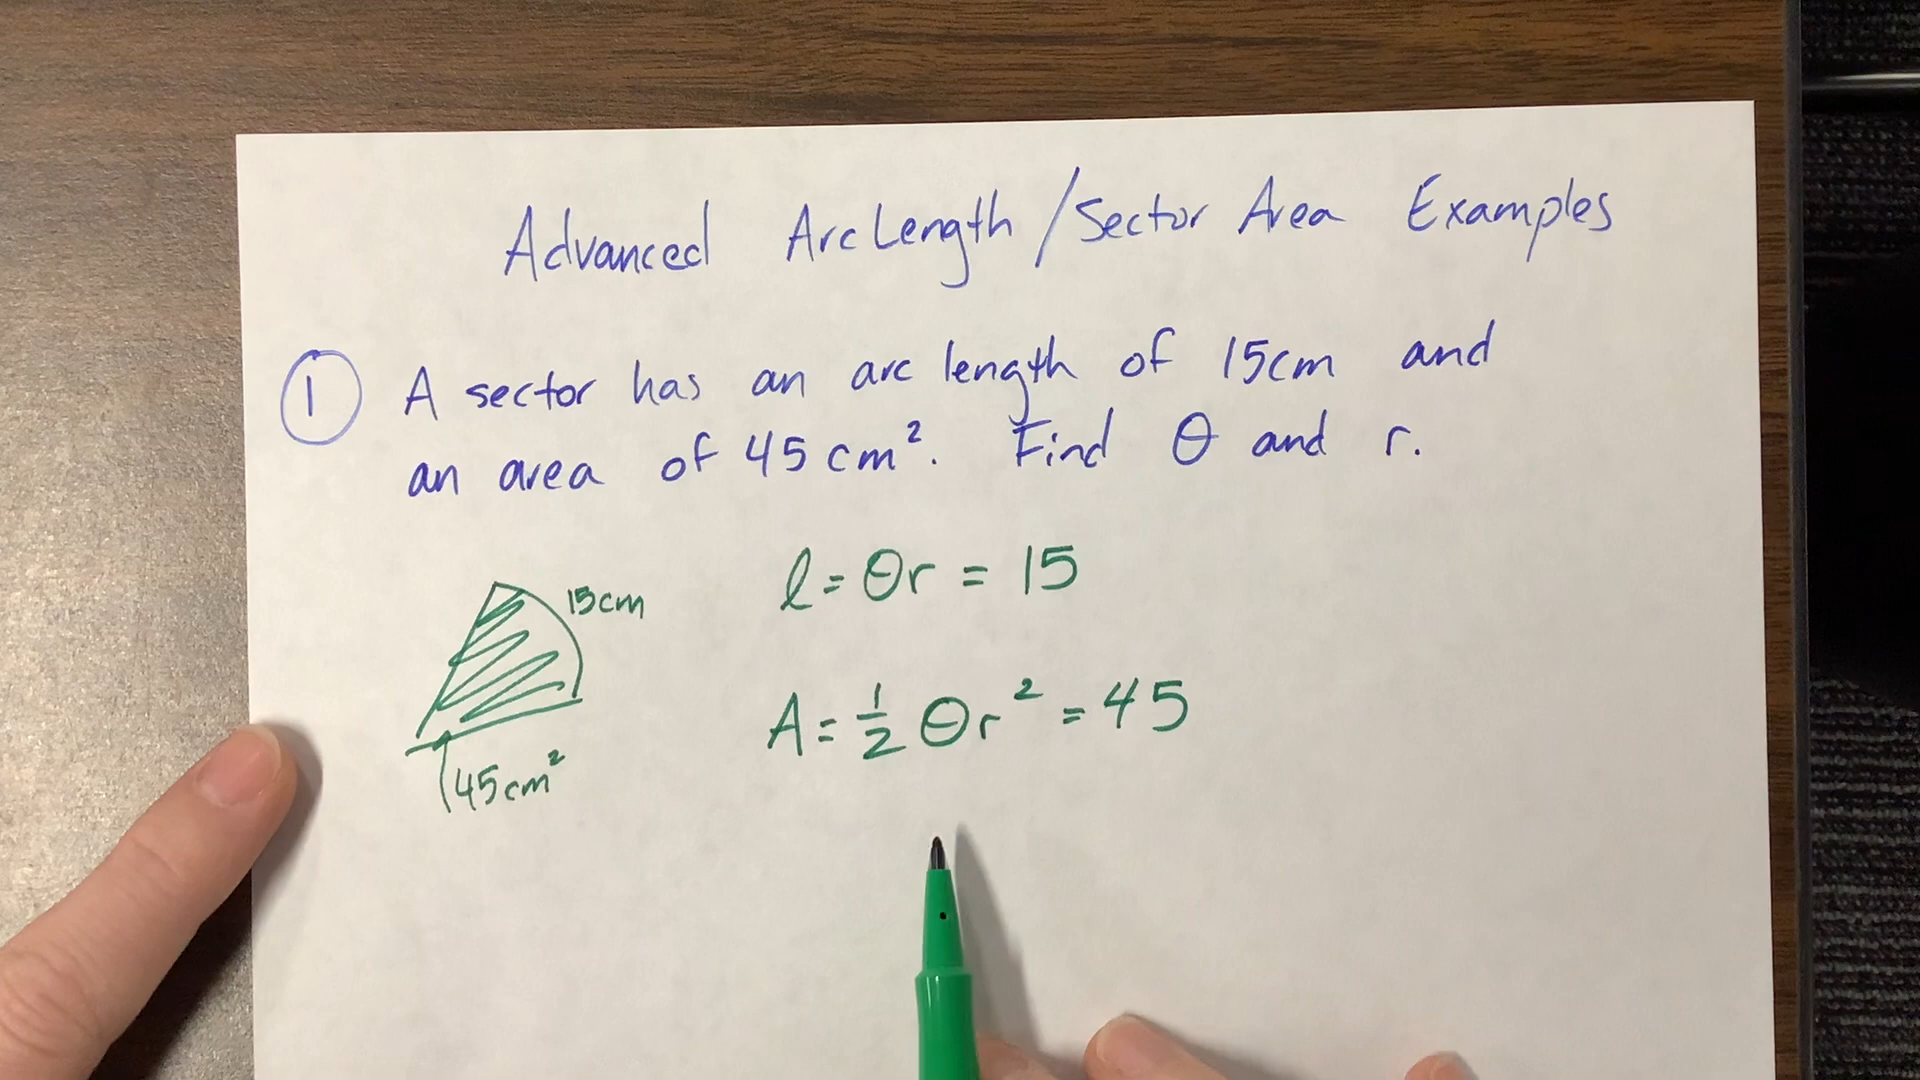 Advanced Arc Length / Sector Area Examples
① A sector has an arc length of 15cm and
an area of 45 cm². Find θ and r.
15cm
45cm²
l = θr = 15
A = ½ θr² = 45